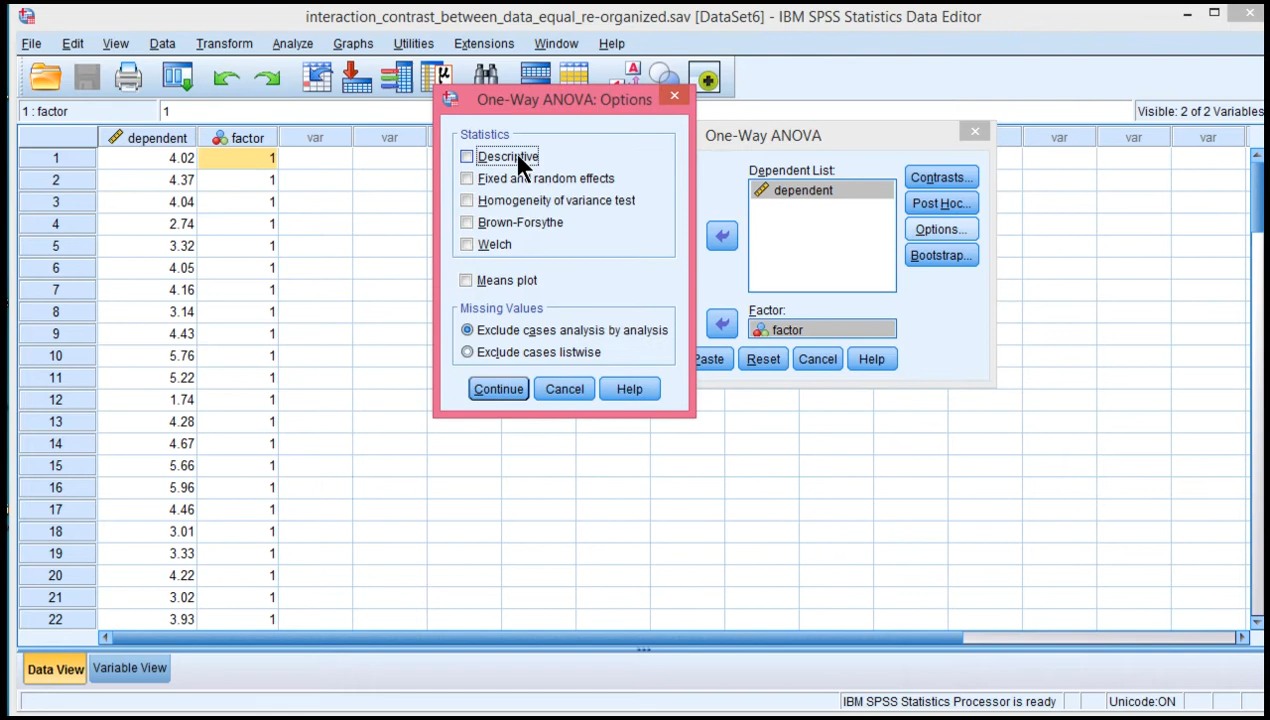 interaction_contrast_between_data_equal_re-organized.sav [DataSet6] - IBM SPSS Statistics Data Editor
File Edit View Data Transform Analyze Graphs Utilities Extensions Window Help
1 : factor 1 Visible: 2 of 2 Variables
dependent factor var var var var var var
1 4.02 1
2 4.37 1
3 4.04 1
4 2.74 1
5 3.32 1
6 4.05 1
7 4.16 1
8 3.14 1
9 4.43 1
10 5.76 1
11 5.22 1
12 1.74 1
13 4.28 1
14 4.67 1
15 5.66 1
16 5.96 1
17 4.46 1
18 3.01 1
19 3.33 1
20 4.22 1
21 3.02 1
22 3.93 1
One-Way ANOVA: Options
Statistics
Descriptive
Fixed and random effects
Homogeneity of variance test
Brown-Forsythe
Welch
Means plot
Missing Values
Exclude cases analysis by analysis
Exclude cases listwise
Continue Cancel Help
One-Way ANOVA
Dependent List:
dependent
Contrasts...
Post Hoc...
Options...
Bootstrap...
Factor:
factor
Paste Reset Cancel Help
Data View Variable View
IBM SPSS Statistics Processor is ready Unicode:ON